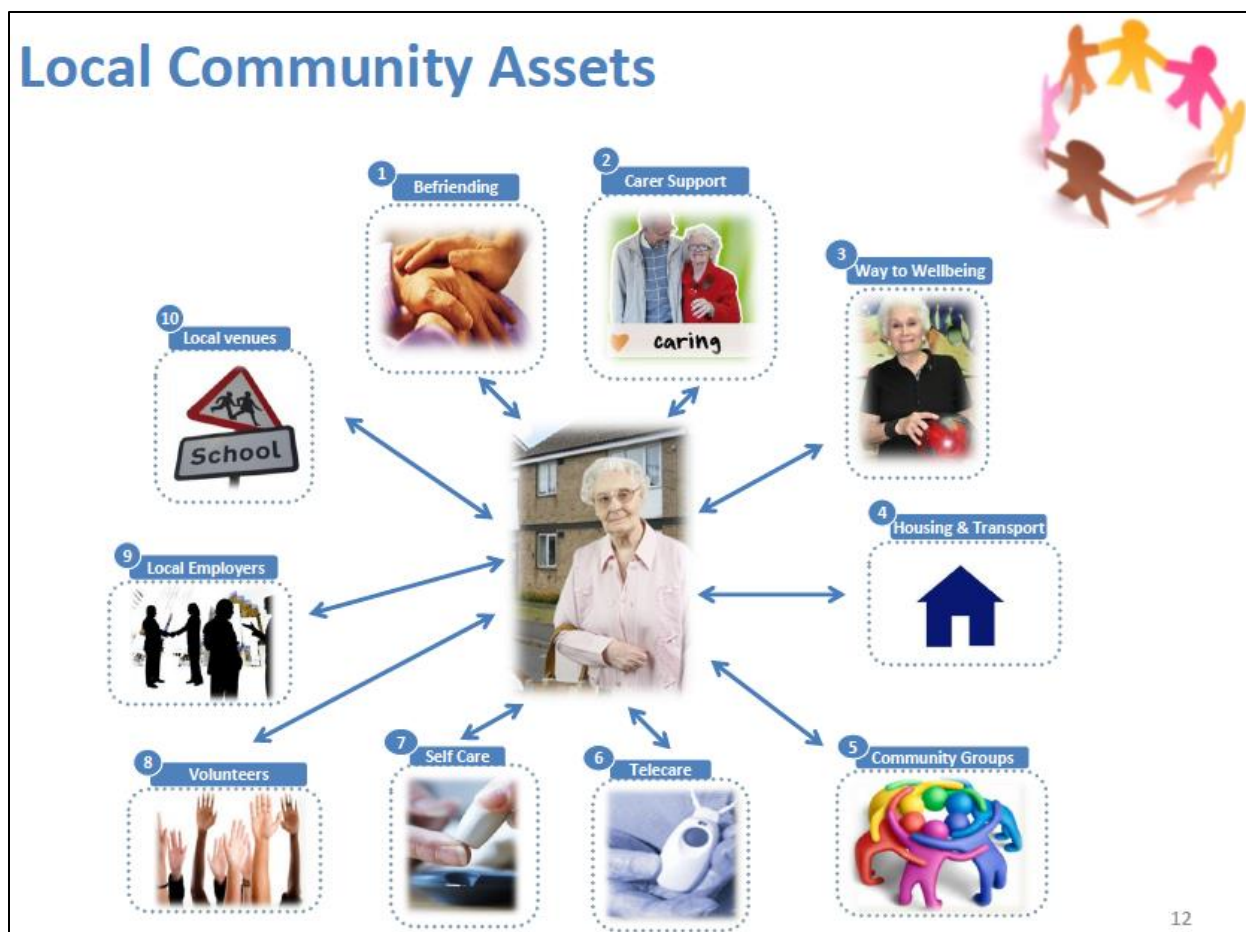 Local Community Assets
1
Befriending
2
Carer Support
caring
3
Way to Wellbeing
4
Housing & Transport
5
Community Groups
6
Telecare
7
Self Care
8
Volunteers
9
Local Employers
10
Local venues
School
12